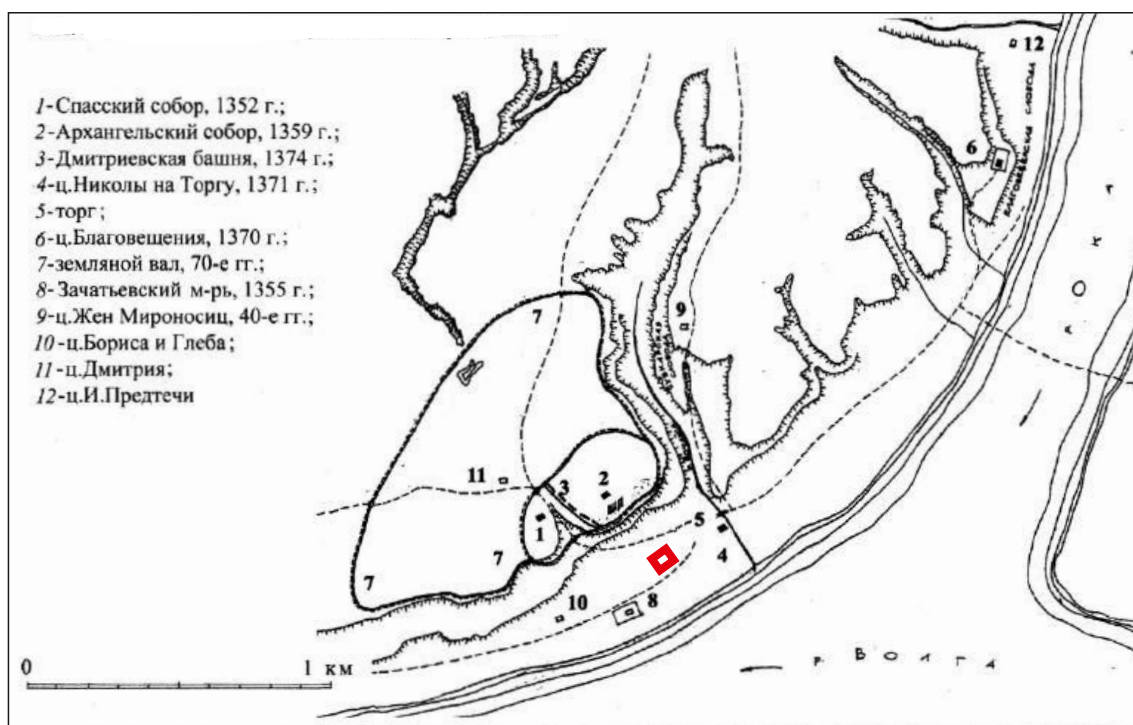 1-Спасский собор, 1352 г.;
2-Архангельский собор, 1359 г.;
3-Дмитриевская башня, 1374 г.;
4-ц.Николы на Торгу, 1371 г.;
5-торг;
6-ц.Благовещения, 1370 г.;
7-земляной вал, 70-е гг.;
8-Зачатьевский м-рь, 1355 г.;
9-ц.Жен Мироносиц, 40-е гг.;
10-ц.Бориса и Глеба;
11-ц.Дмитрия;
12-ц.И.Предтечи
12
6
БЛАГОВЕЩЕНСКАЯ СЛОБОДА
ОКА
7
9
11
3
2
1
5
4
7
7
10
8
0 1 км
р. ВОЛГА